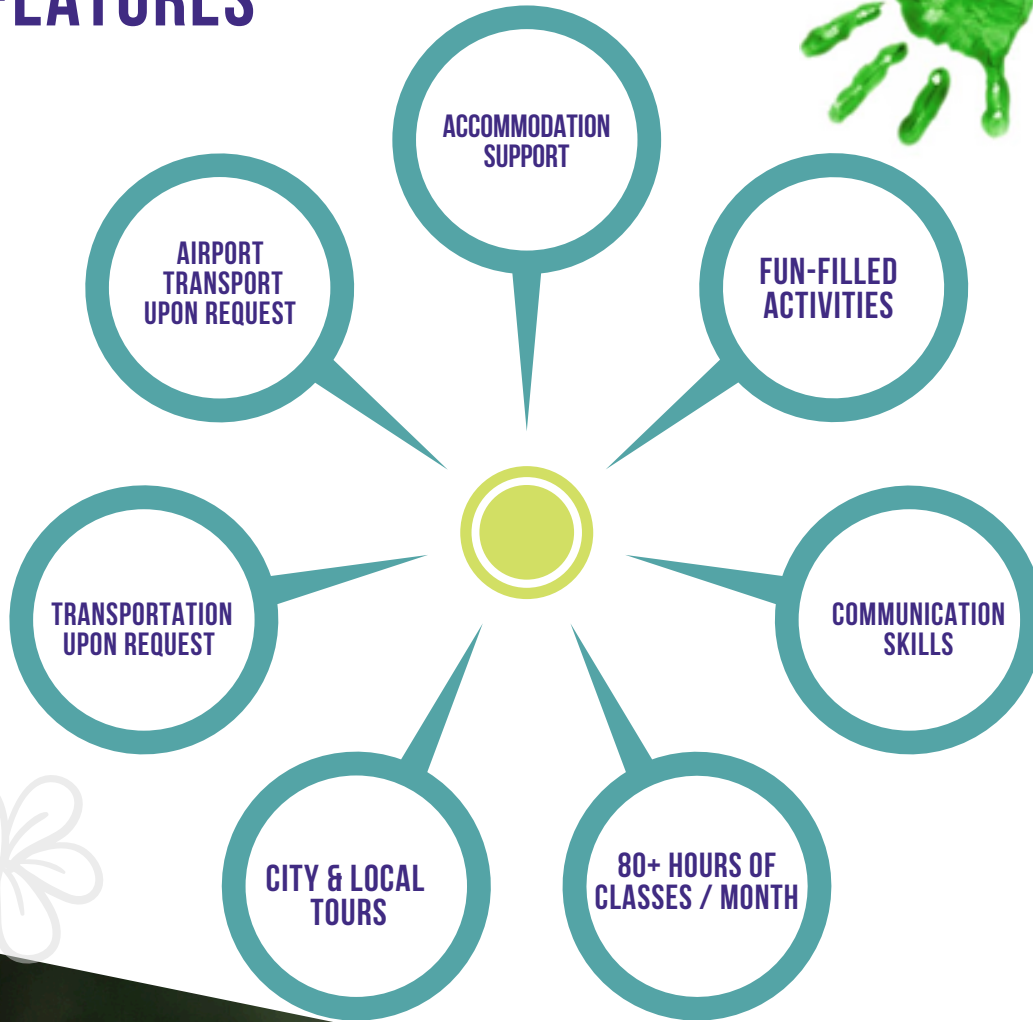 FEATURES
ACCOMMODATION
SUPPORT
AIRPORT
TRANSPORT
UPON REQUEST
FUN-FILLED
ACTIVITIES
TRANSPORTATION
UPON REQUEST
COMMUNICATION
SKILLS
CITY & LOCAL
TOURS
80+ HOURS OF
CLASSES / MONTH